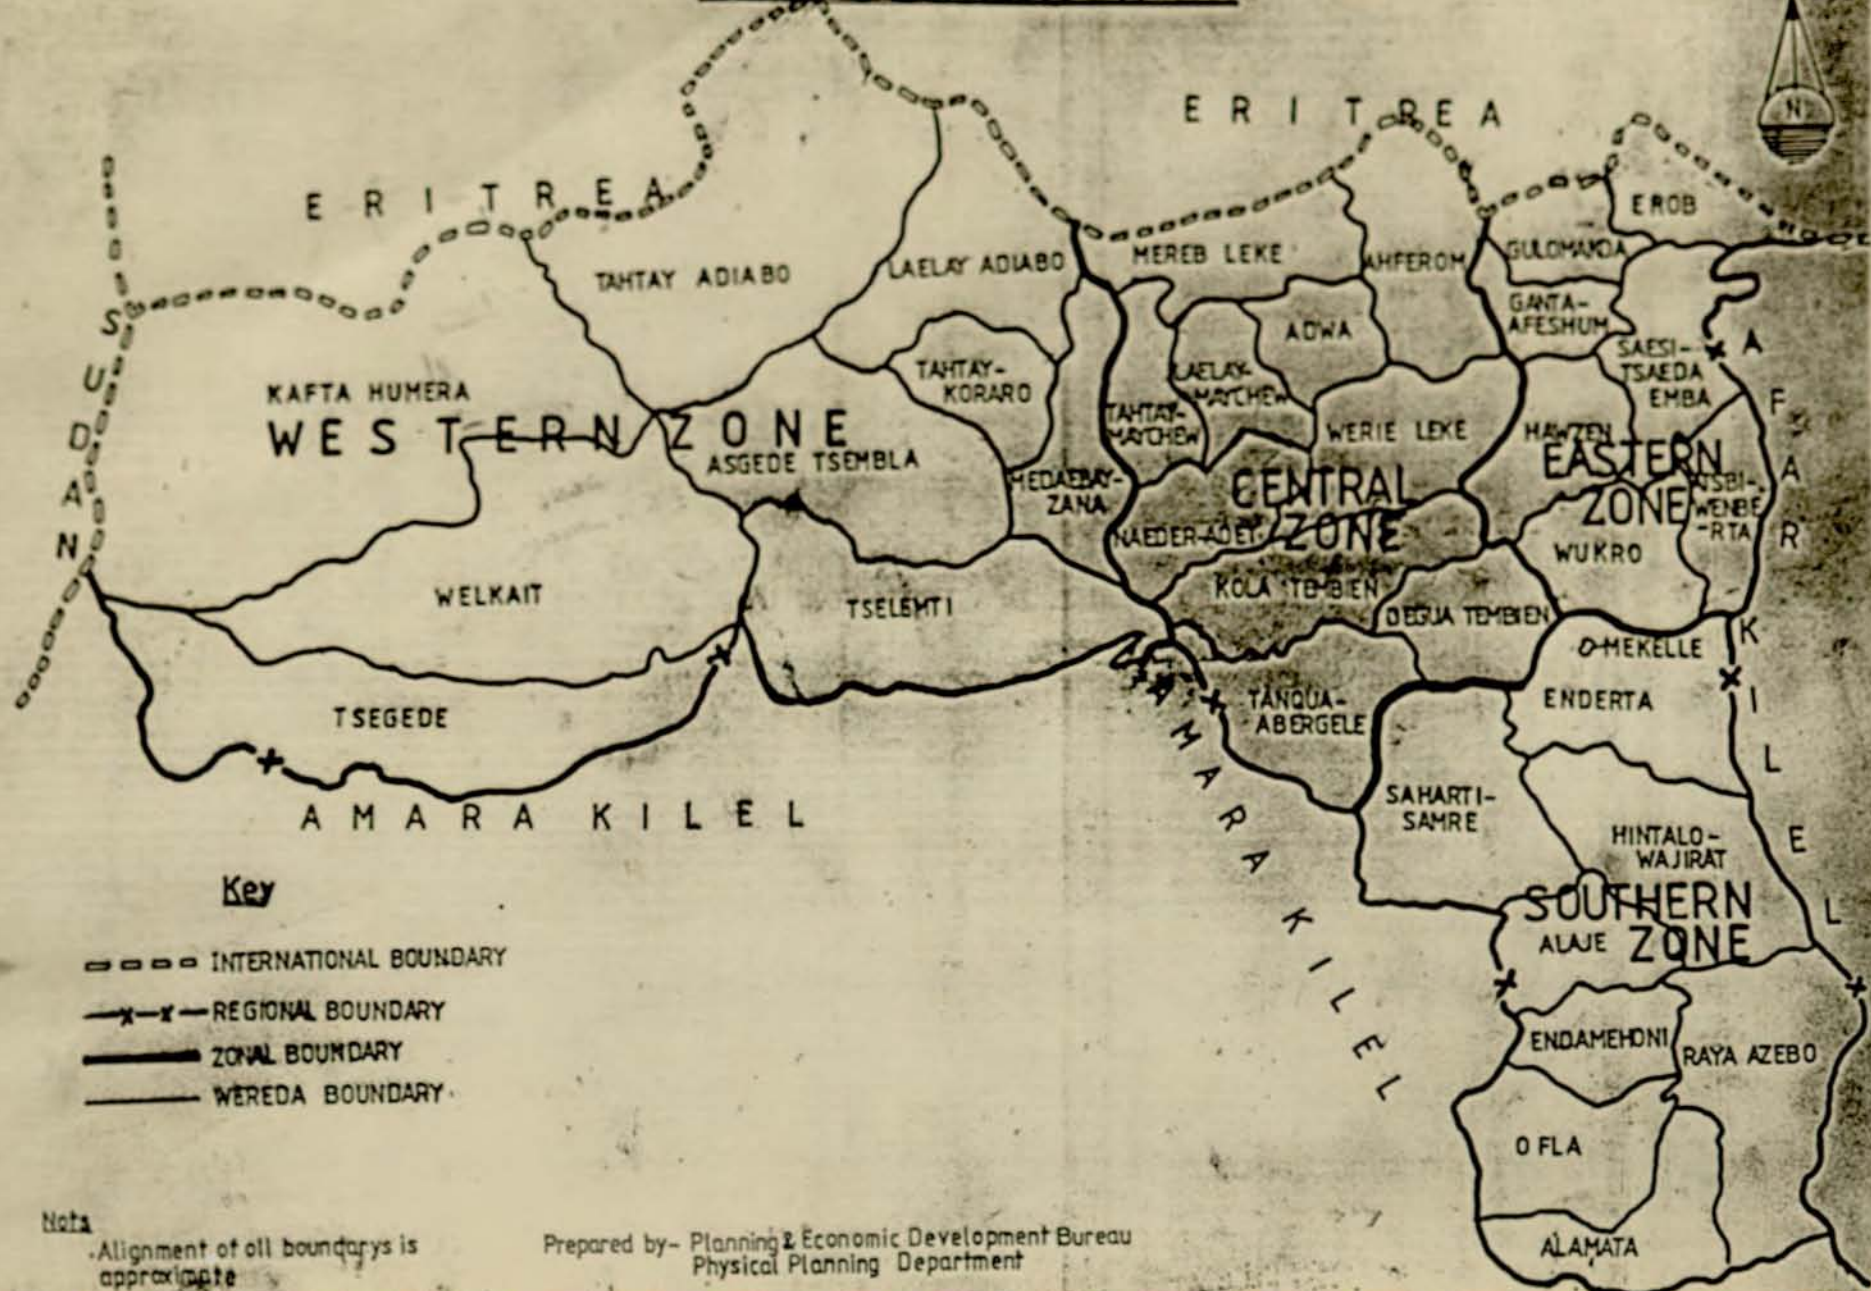 ERITREA
N
ERITREA
EROB
MEREB LEKE
AHFEROM
GULOMAKDA
TAHTAY ADIABO
LAELAY ADIABO
GANTA-
AFESHUM
SUDAN
ADWA
SAESI-
TSAEDA
EMBA
AFAR KILEL
TAHTAY-
KORARO
LAELAY-
MAYCHEW
KAFTA HUMERA
WESTERN ZONE
TAHTAY-
MAYCHEW
WERIE LEKE
HAWZEN
ASGEDE TSEMBLA
EASTERN
ZONE
MEDAEBAY-
ZANA
CENTRAL
ZONE
ATSBI-
WENBE
-RTA
NAEDER-ADET
WUKRO
WELKAIT
TSELEMTI
KOLA TEMBIEN
DEGUA TEMBIEN
MEKELLE
TSEGEDE
TANQUA-
ABERGELE
ENDERTA
AMARA KILEL
AMARA KILEL
SAHARTI-
SAMRE
HINTALO-
WAJIRAT
SOUTHERN
ZONE
ALAJE
ENDAMEHONI
RAYA AZEBO
OFLA
ALAMATA
Key
INTERNATIONAL BOUNDARY
REGIONAL BOUNDARY
ZONAL BOUNDARY
WEREDA BOUNDARY
Nota
Alignment of all boundarys is
approximate
Prepared by- Planning & Economic Development Bureau
Physical Planning Department